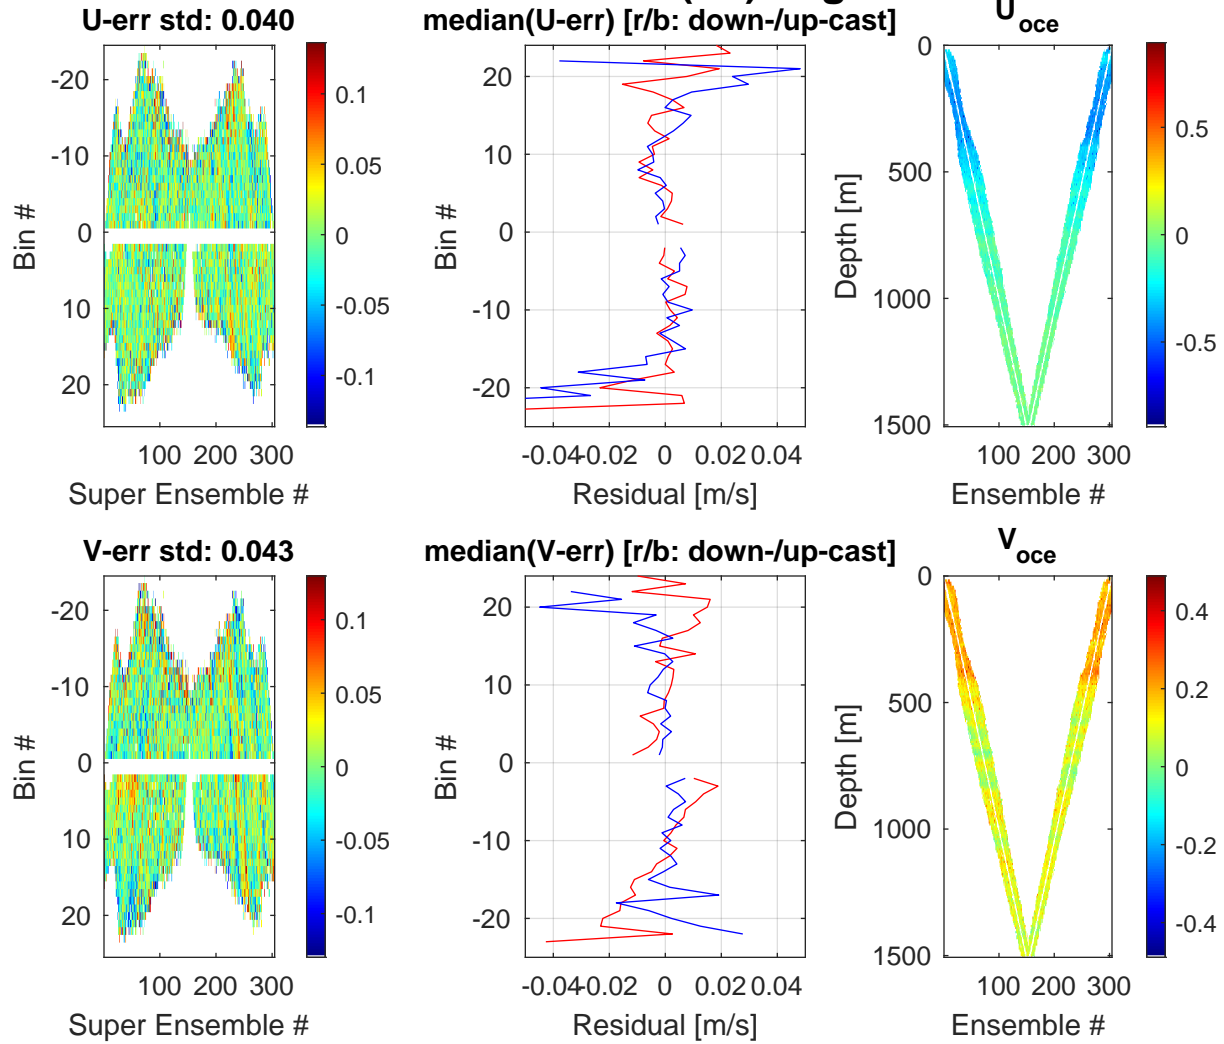 U-err std: 0.040
-20
-10
0
10
20
Bin #
100 200 300
Super Ensemble #
0.1
0.05
0
-0.05
-0.1
median(U-err) [r/b: down-/up-cast]
20
10
0
-10
-20
Bin #
-0.04 -0.02 0 0.02 0.04
Residual [m/s]
U_oce
0
500
1000
1500
Depth [m]
100 200 300
Ensemble #
0.5
0
-0.5
V-err std: 0.043
-20
-10
0
10
20
Bin #
100 200 300
Super Ensemble #
0.1
0.05
0
-0.05
-0.1
median(V-err) [r/b: down-/up-cast]
20
10
0
-10
-20
Bin #
-0.04 -0.02 0 0.02 0.04
Residual [m/s]
V_oce
0
500
1000
1500
Depth [m]
100 200 300
Ensemble #
0.4
0.2
0
-0.2
-0.4